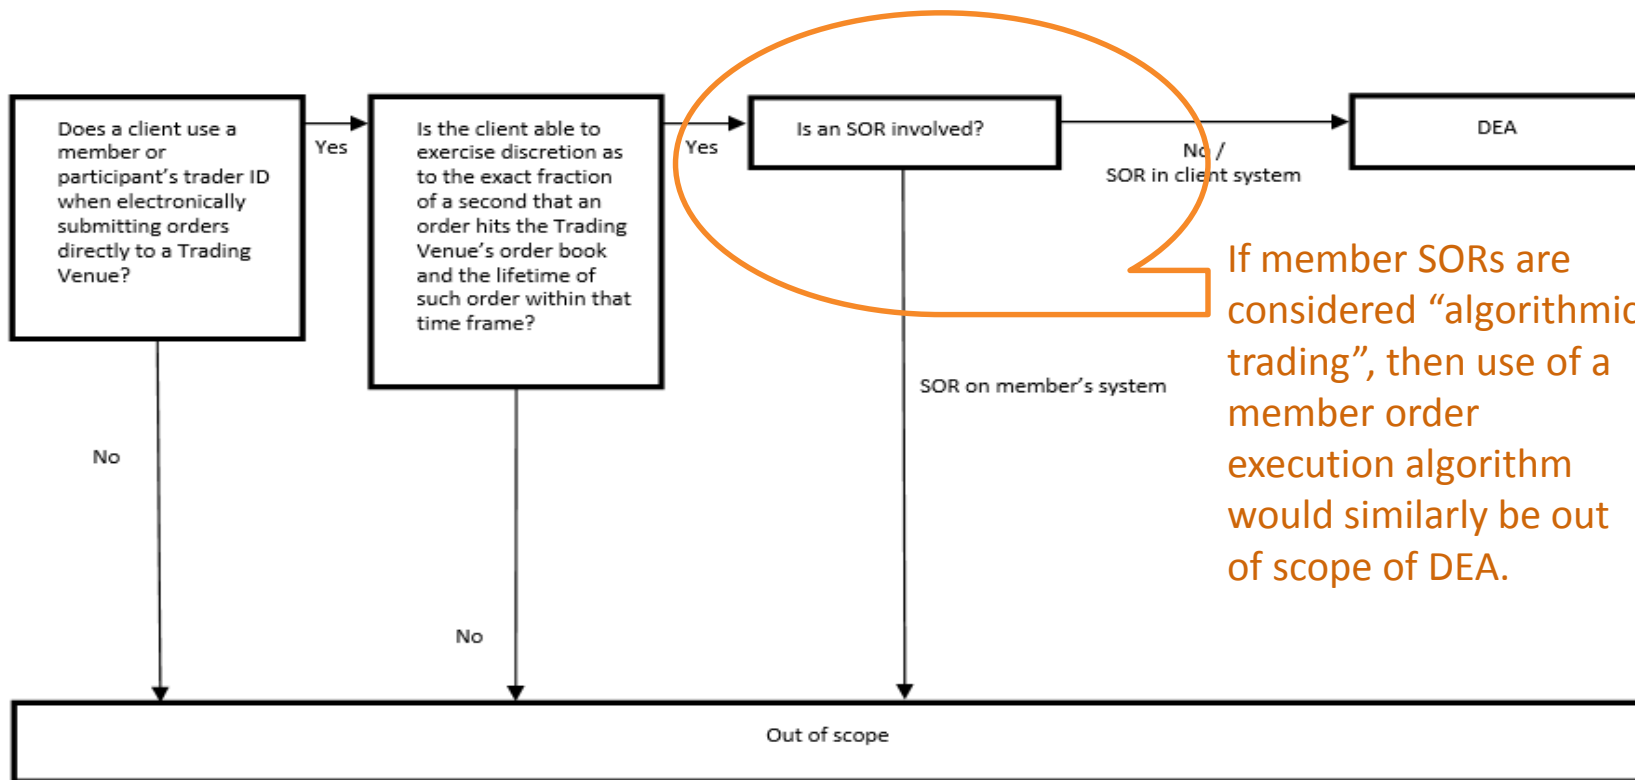 Does a client use a
member or
participant's trader ID
when electronically
submitting orders
directly to a Trading
Venue?
Yes
Is the client able to
exercise discretion as
to the exact fraction
of a second that an
order hits the Trading
Venue's order book
and the lifetime of
such order within that
time frame?
Yes
Is an SOR involved?
No /
SOR in client system
DEA
If member SORs are
considered “algorithmic
trading”, then use of a
member order
execution algorithm
would similarly be out
of scope of DEA.
SOR on member's system
No
No
Out of scope